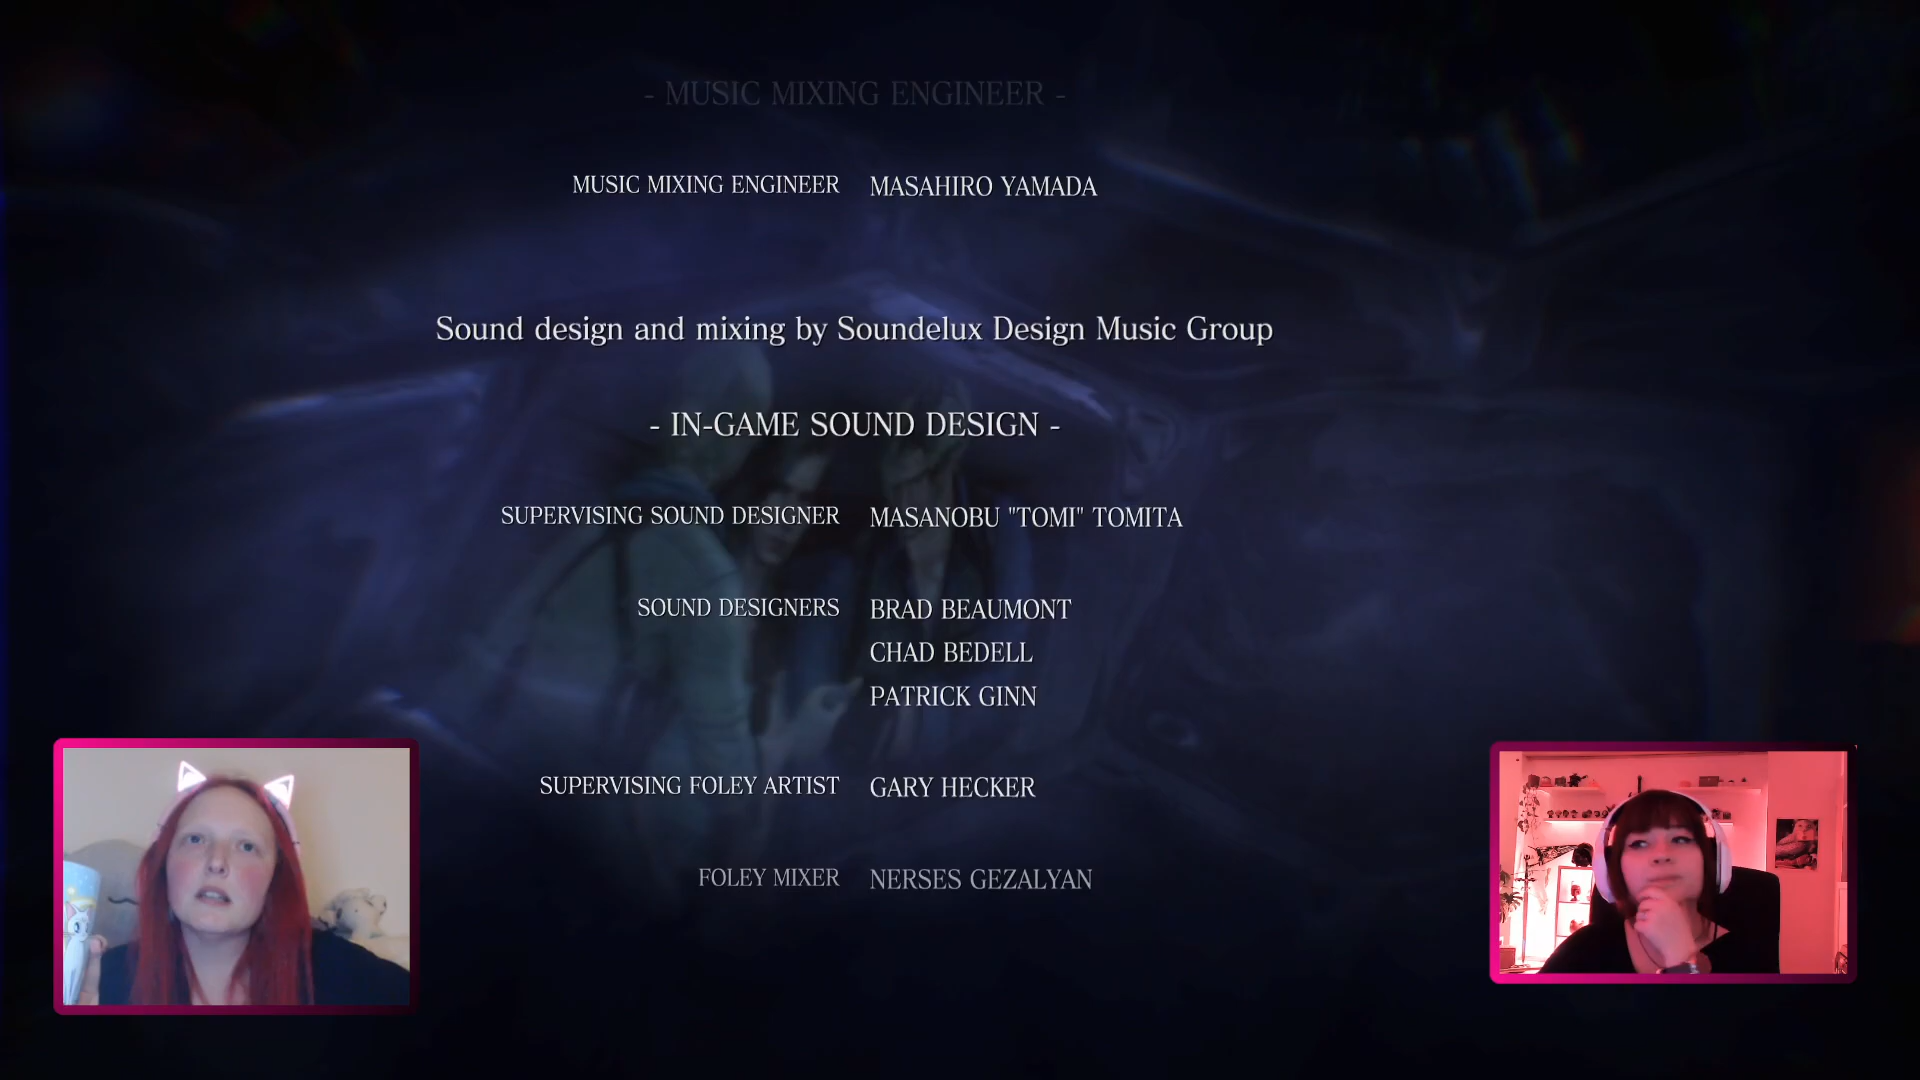 - MUSIC MIXING ENGINEER -
MUSIC MIXING ENGINEER MASAHIRO YAMADA
Sound design and mixing by Soundelux Design Music Group
- IN-GAME SOUND DESIGN -
SUPERVISING SOUND DESIGNER MASANOBU "TOMI" TOMITA
SOUND DESIGNERS BRAD BEAUMONT
CHAD BEDELL
PATRICK GINN
SUPERVISING FOLEY ARTIST GARY HECKER
FOLEY MIXER NERSES GEZALYAN